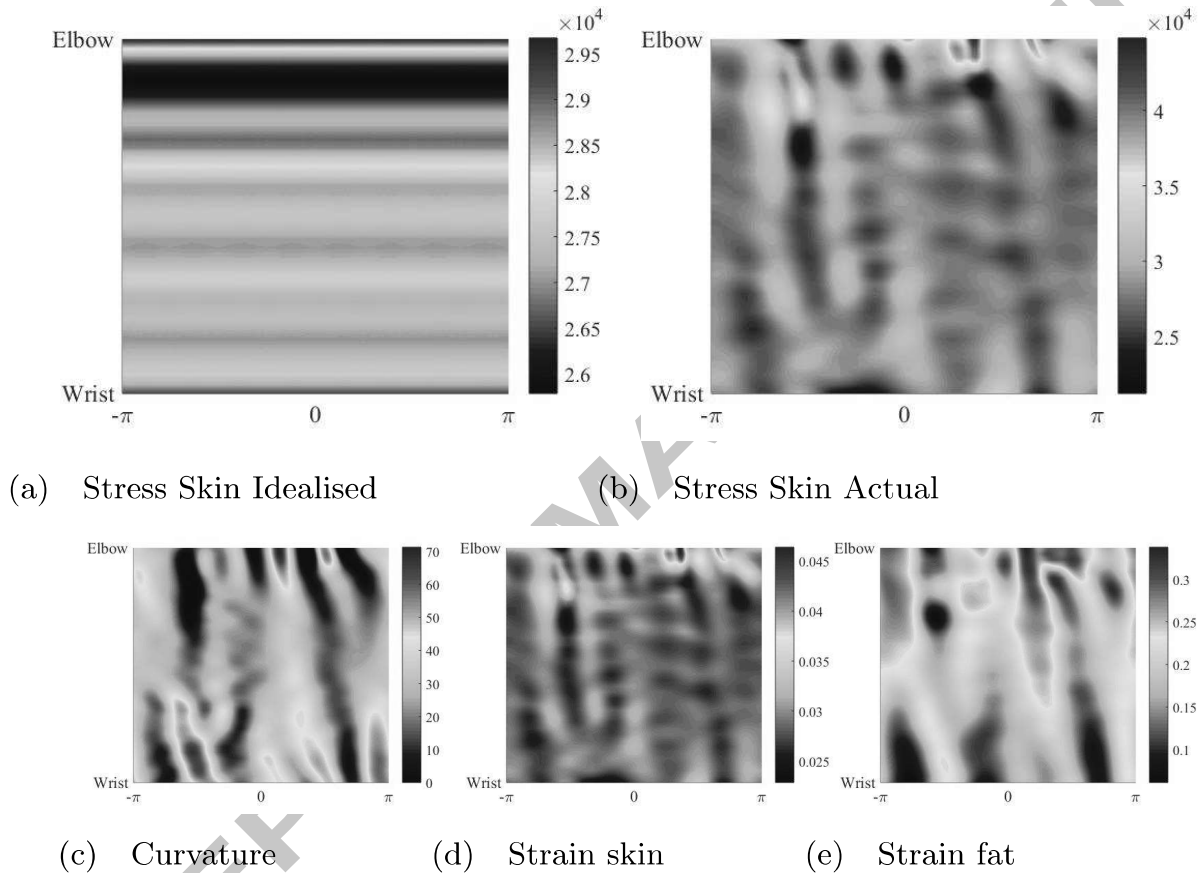 ×10⁴
Elbow
2.95
2.9
2.85
2.8
2.75
2.7
2.65
2.6
Wrist
-π 0 π
×10⁴
Elbow
4
3.5
3
2.5
Wrist
-π 0 π
(a) Stress Skin Idealised
(b) Stress Skin Actual
Elbow
70
60
50
40
30
20
10
0
Wrist
-π 0 π
Elbow
0.045
0.04
0.035
0.03
0.025
Wrist
-π 0 π
Elbow
0.3
0.25
0.2
0.15
0.1
Wrist
-π 0 π
(c) Curvature
(d) Strain skin
(e) Strain fat